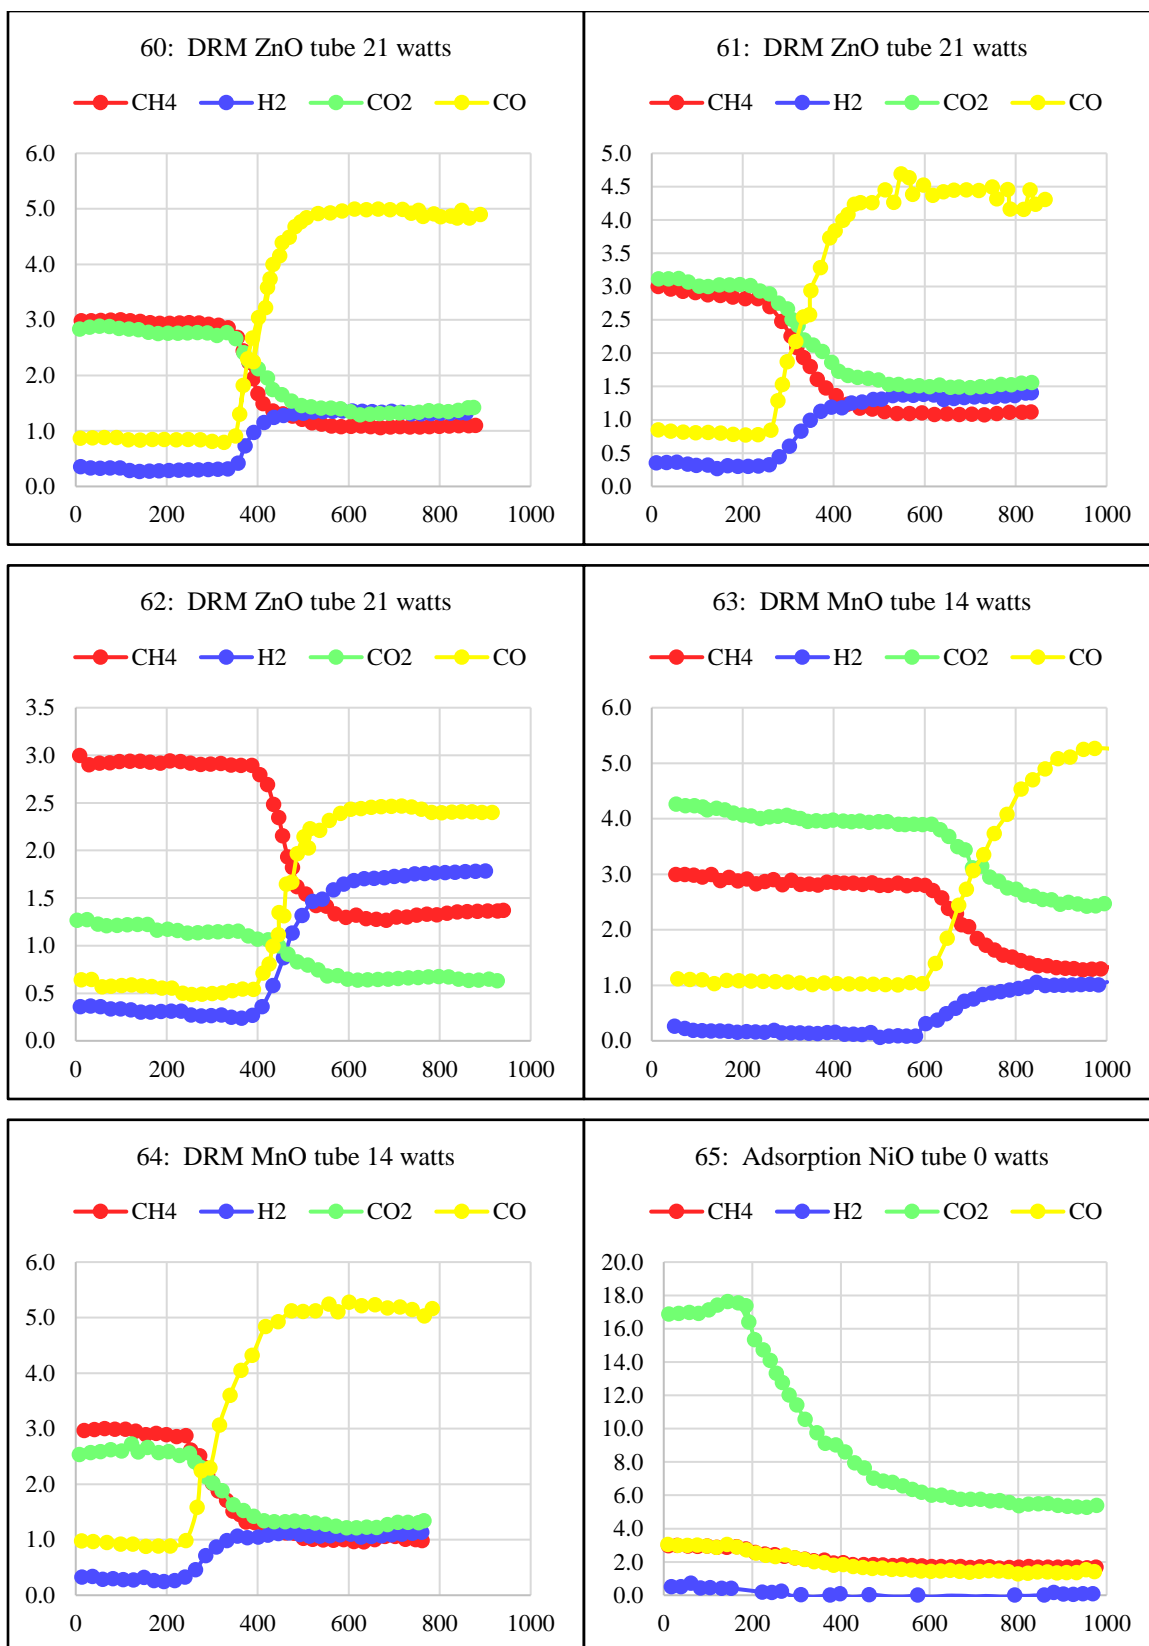 60:  DRM ZnO tube 21 watts
CH4 H2 CO2 CO
6.0
5.0
4.0
3.0
2.0
1.0
0.0
0 200 400 600 800 1000
61:  DRM ZnO tube 21 watts
CH4 H2 CO2 CO
5.0
4.5
4.0
3.5
3.0
2.5
2.0
1.5
1.0
0.5
0.0
0 200 400 600 800 1000
62:  DRM ZnO tube 21 watts
CH4 H2 CO2 CO
3.5
3.0
2.5
2.0
1.5
1.0
0.5
0.0
0 200 400 600 800 1000
63:  DRM MnO tube 14 watts
CH4 H2 CO2 CO
6.0
5.0
4.0
3.0
2.0
1.0
0.0
0 200 400 600 800 1000
64:  DRM MnO tube 14 watts
CH4 H2 CO2 CO
6.0
5.0
4.0
3.0
2.0
1.0
0.0
0 200 400 600 800 1000
65:  Adsorption NiO tube 0 watts
CH4 H2 CO2 CO
20.0
18.0
16.0
14.0
12.0
10.0
8.0
6.0
4.0
2.0
0.0
0 200 400 600 800 1000